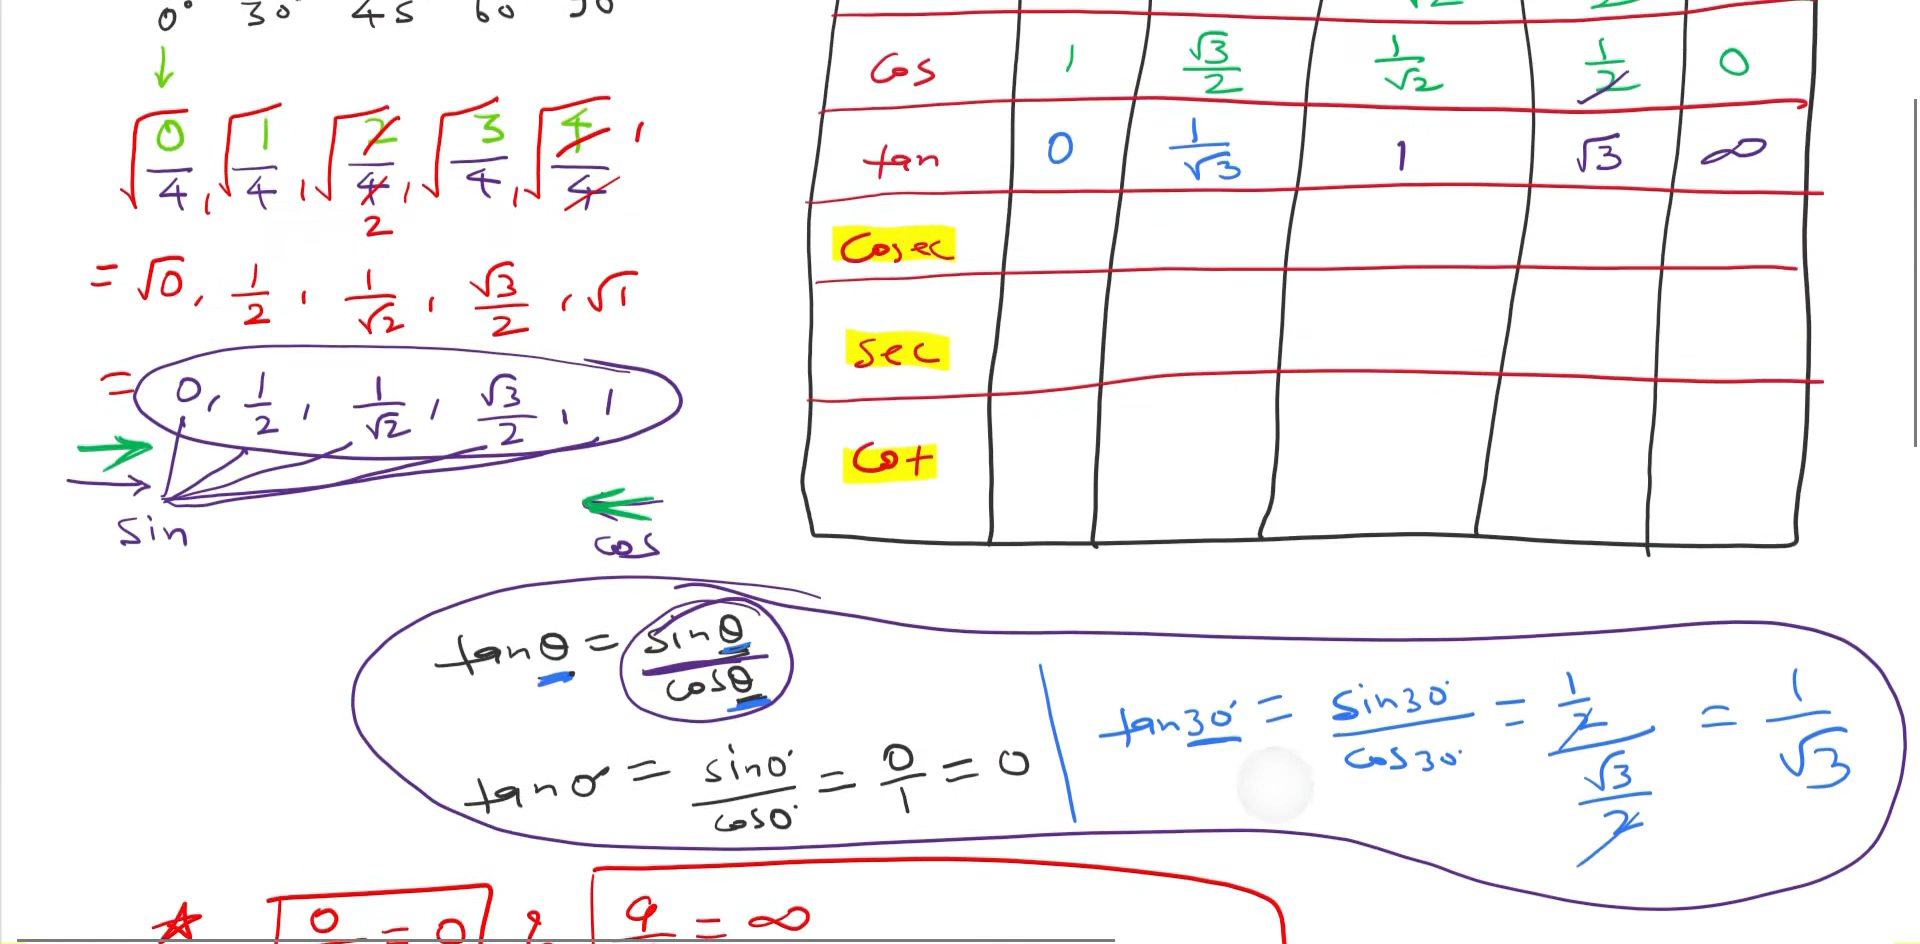 0° 30 45 60 90
√0/4, √1/4, √2/4, √3/4, √4/4,
2
= √0, 1/2, 1/√2, √3/2, √1
= 0, 1/2, 1/√2, √3/2, 1
sin
cos
√2 2
Cos 1 √3/2 1/√2 1/2 0
tan 0 1/√3 1 √3 ∞
Cosec
Sec
Cot
tanθ = sinθ/cosθ
tan0° = sin0°/cos0° = 0/1 = 0
tan30° = sin30°/cos30° = 1/2/√3/2 = 1/√3
0 = 0 & a = ∞